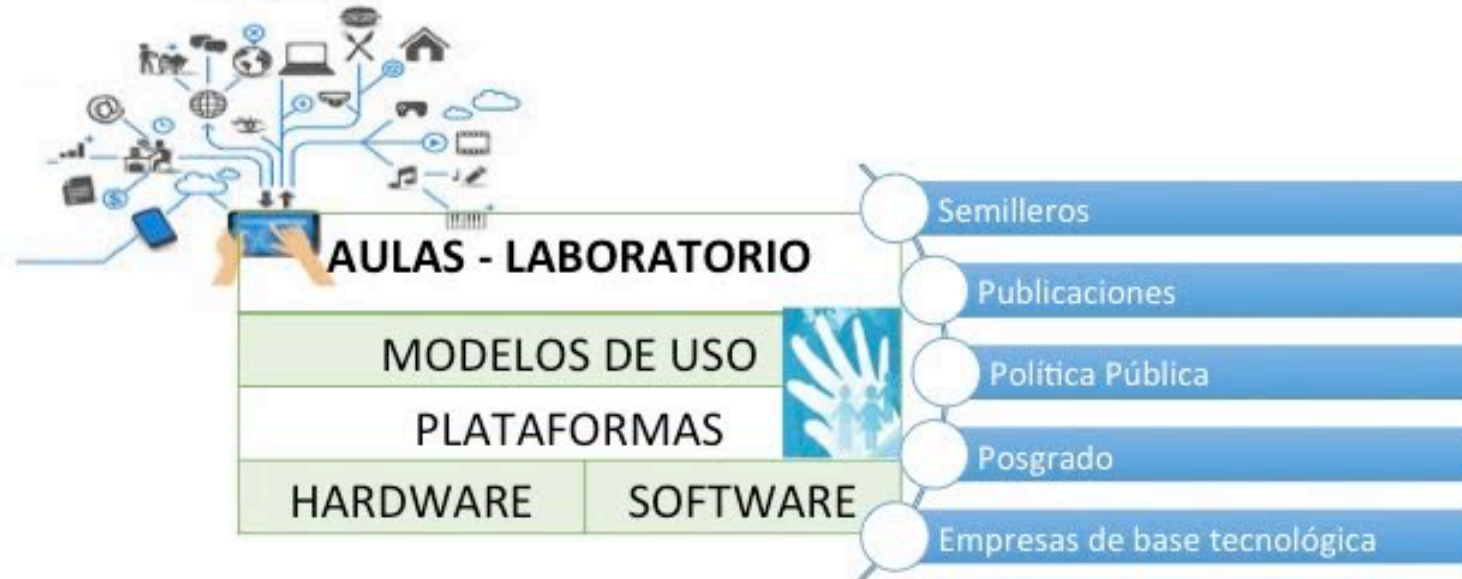 AULAS - LABORATORIO
MODELOS DE USO
PLATAFORMAS
HARDWARE
SOFTWARE
Semilleros
Publicaciones
Política Pública
Posgrado
Empresas de base tecnológica